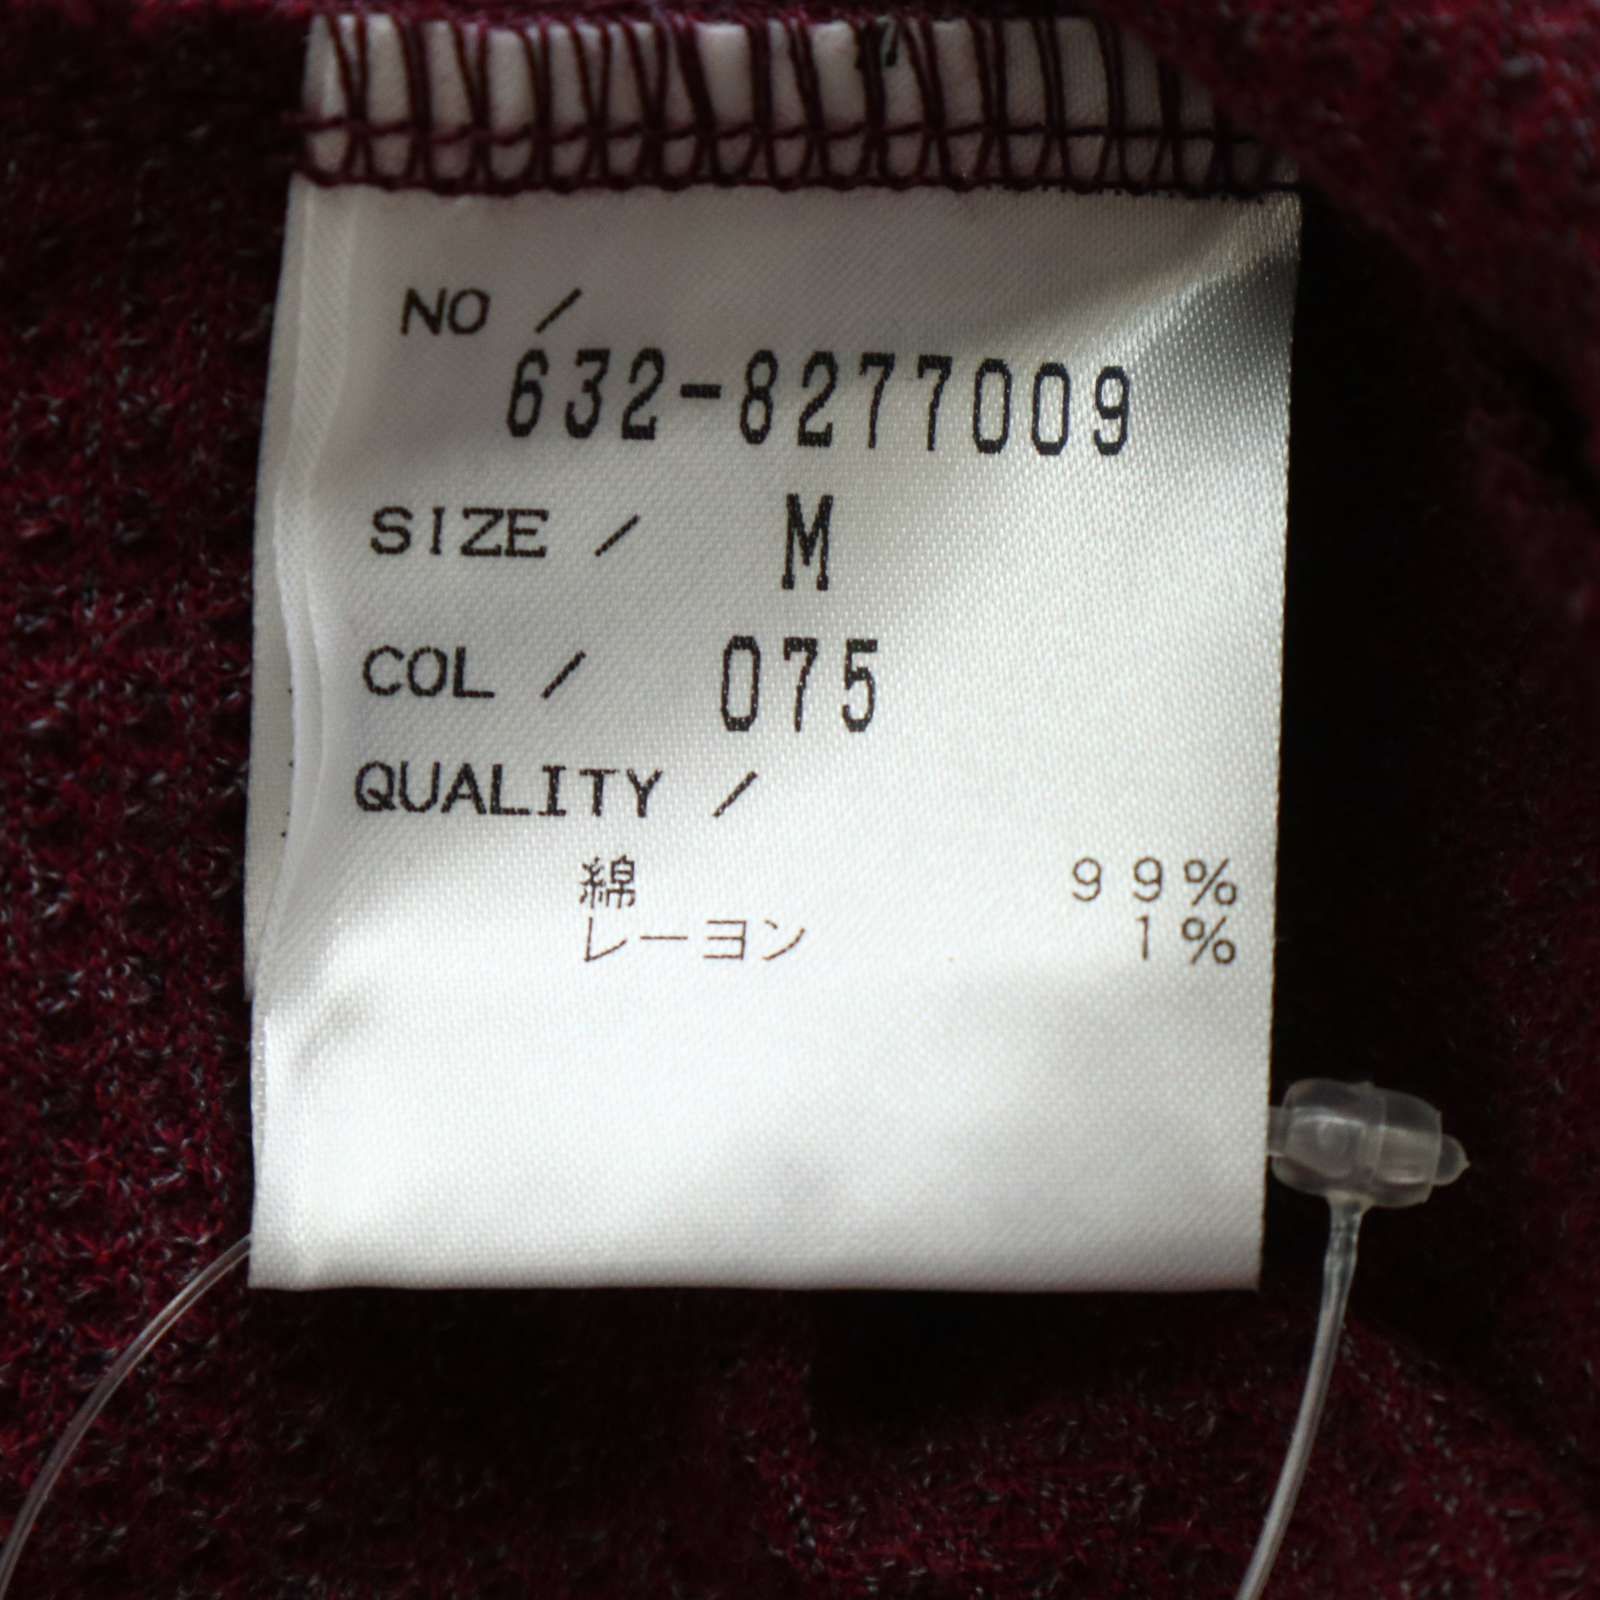 NO /
632-8277009
SIZE / M
COL / 075
QUALITY /
綿 99%
レーヨン 1%